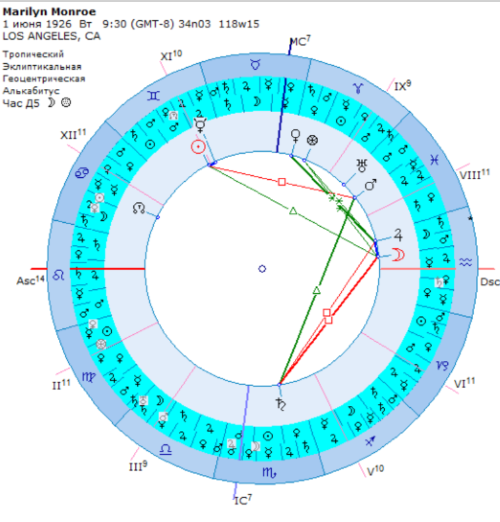 Marilyn Monroe
1 июня 1926  Вт  9:30 (GMT-8) 34n03  118w15
LOS ANGELES, CA
Тропический
Эклиптикальная
Геоцентрическая
Алькабитус
Час Д5 ☽ ♃
MC7
XI10
IX9
XII11
VIII11
Asc14
Dsc
II11
VI11
III9
V10
IC7